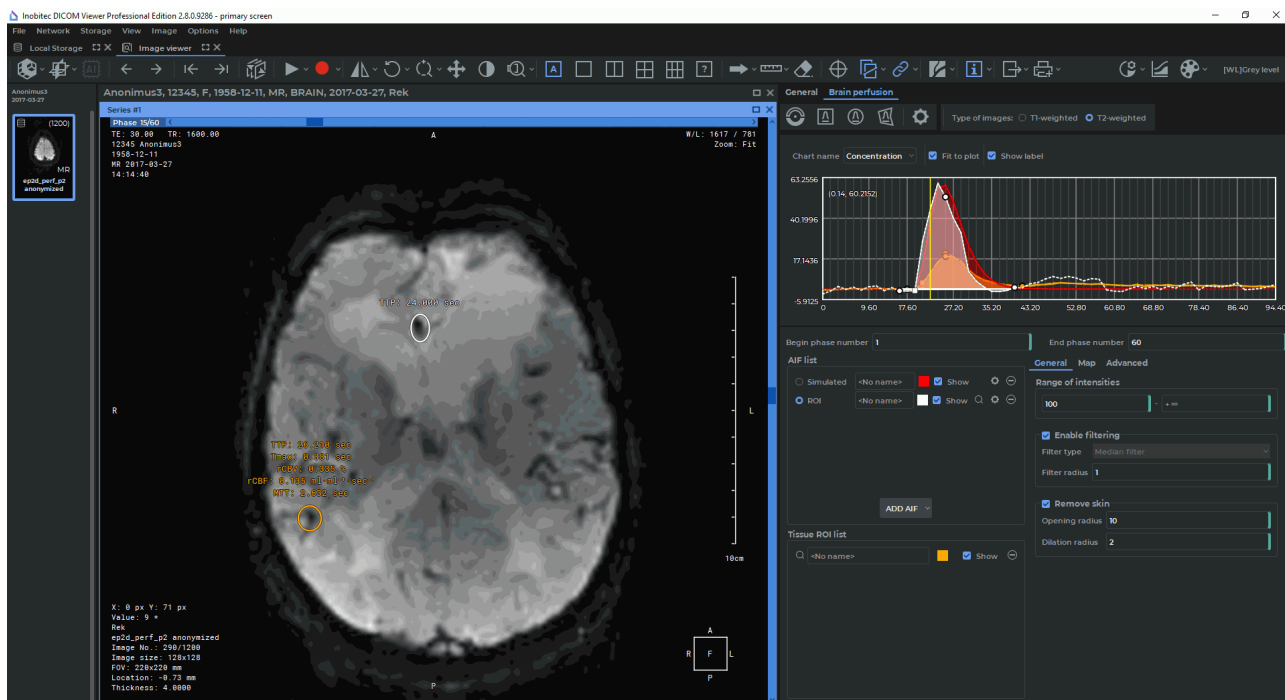 Inobitec DICOM Viewer Professional Edition 2.8.0.9286 - primary screen
File Network Storage View Image Options Help
Local Storage Image viewer
[WL]Grey level
Anonimus3
2017-03-27
(1200)
MR
ep2d_perf_p2
anonymized
Anonimus3, 12345, F, 1958-12-11, MR, BRAIN, 2017-03-27, Rek
Series #1
Phase 15/60
TE: 30.00 TR: 1600.00
12345 Anonimus3
1958-12-11
MR 2017-03-27
14:14:40
A
W/L: 1617 / 781
Zoom: Fit
TTP: 24.000 sec
R
L
10cm
X: 0 px Y: 71 px
Value: 9 *
Rek
ep2d_perf_p2 anonymized
Image No.: 290/1200
Image size: 128x128
FOV: 220x220 mm
Location: -0.73 mm
Thickness: 4.0000
P
A
R F L
P
General Brain perfusion
Type of images: T1-weighted T2-weighted
Chart name Concentration Fit to plot Show label
63.2556
40.1996
17.1436
-5.9125
(0.14, 60.2152)
0 9.60 17.60 27.20 35.20 43.20 52.80 60.80 70.40 78.40 86.40 94.40
Begin phase number 1 End phase number 60
AIF list
Simulated <No name> Show
ROI <No name> Show
ADD AIF
Tissue ROI list
<No name> Show
General Map Advanced
Range of intensities
100 - +∞
Enable filtering
Filter type Median filter
Filter radius 1
Remove skin
Opening radius 10
Dilation radius 2